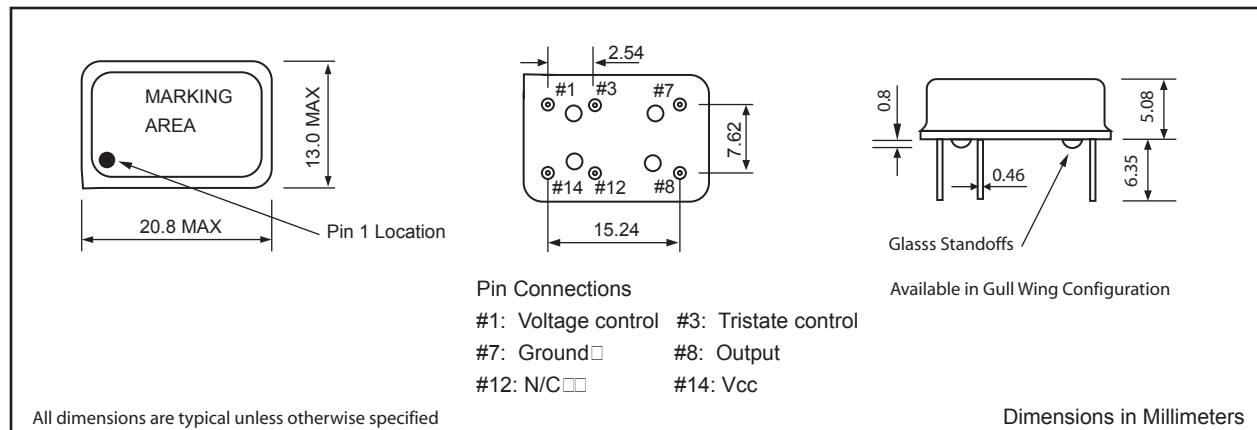 MARKING
AREA
13.0 MAX
20.8 MAX
Pin 1 Location
2.54
#1 #3 #7
7.62
#14 #12 #8
15.24
0.8
5.08
6.35
0.46
Glasss Standoffs
Available in Gull Wing Configuration
Pin Connections
#1: Voltage control #3: Tristate control
#7: Ground□ #8: Output
#12: N/C□□ #14: Vcc
All dimensions are typical unless otherwise specified
Dimensions in Millimeters